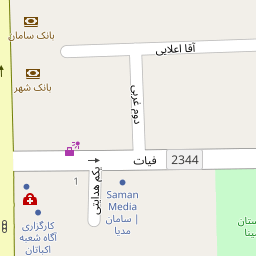 بانک سامان
آقا اعلایی
بانک شهر
دوم غربی
فیات
2344
یکم هدایتی
1
Saman
Media
| سامان
مدیا
کارگزاری
آگاه شعبه
اکباتان